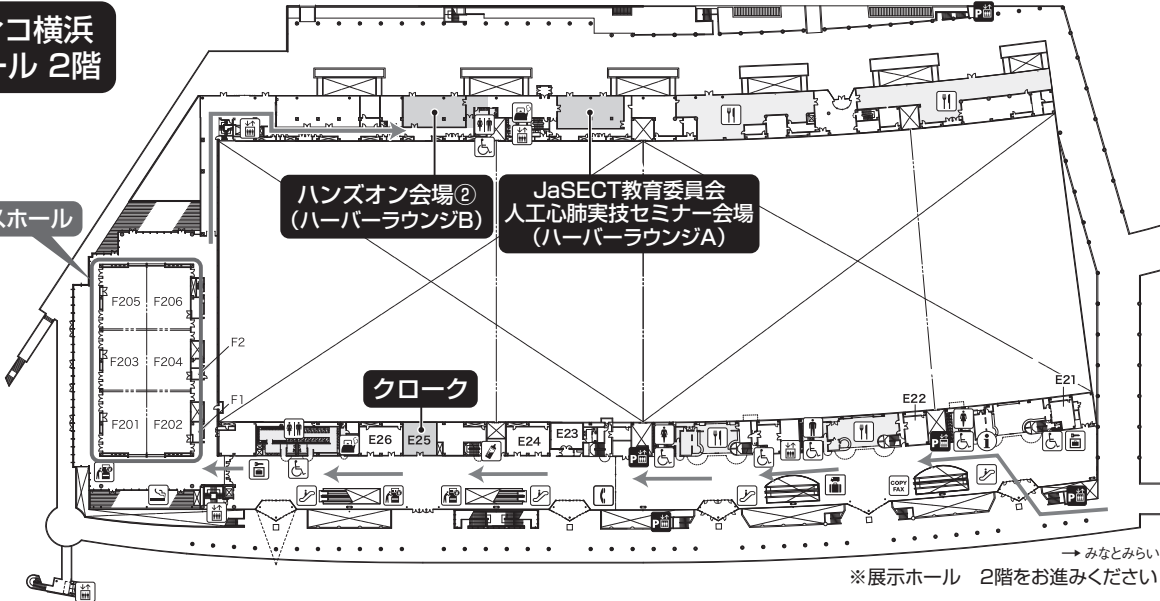 ィコ横浜
ール 2階
スホール
ハンズオン会場②
（ハーバーラウンジB）
JaSECT教育委員会
人工心肺実技セミナー会場
（ハーバーラウンジA）
F205 F206
F203 F204
F201 F202
F2
F1
クローク
E26
E25
E24
E23
E22
E21
P
P
P
P
P
COPY
FAX
→ みなとみらい
※展示ホール 2階をお進みください